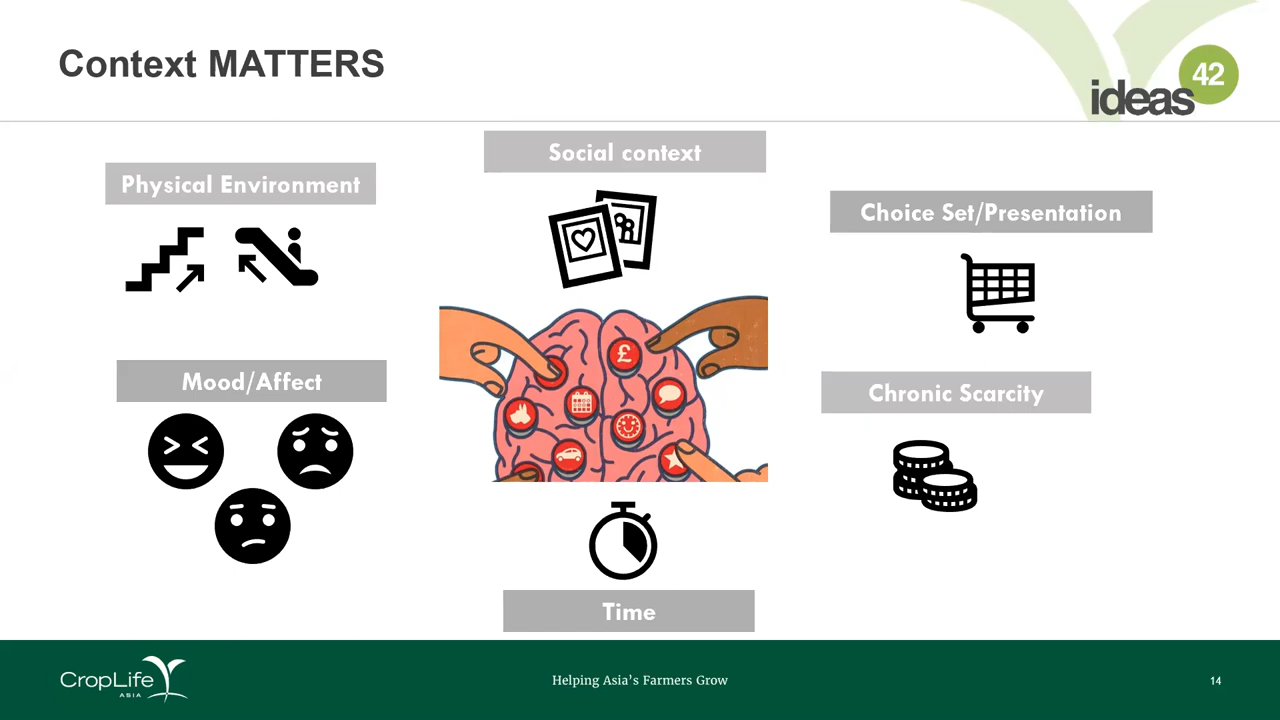 Context MATTERS
ideas 42
Social context
Physical Environment
Choice Set/Presentation
£
Mood/Affect
Chronic Scarcity
Time
CropLife
ASIA
Helping Asia's Farmers Grow
14